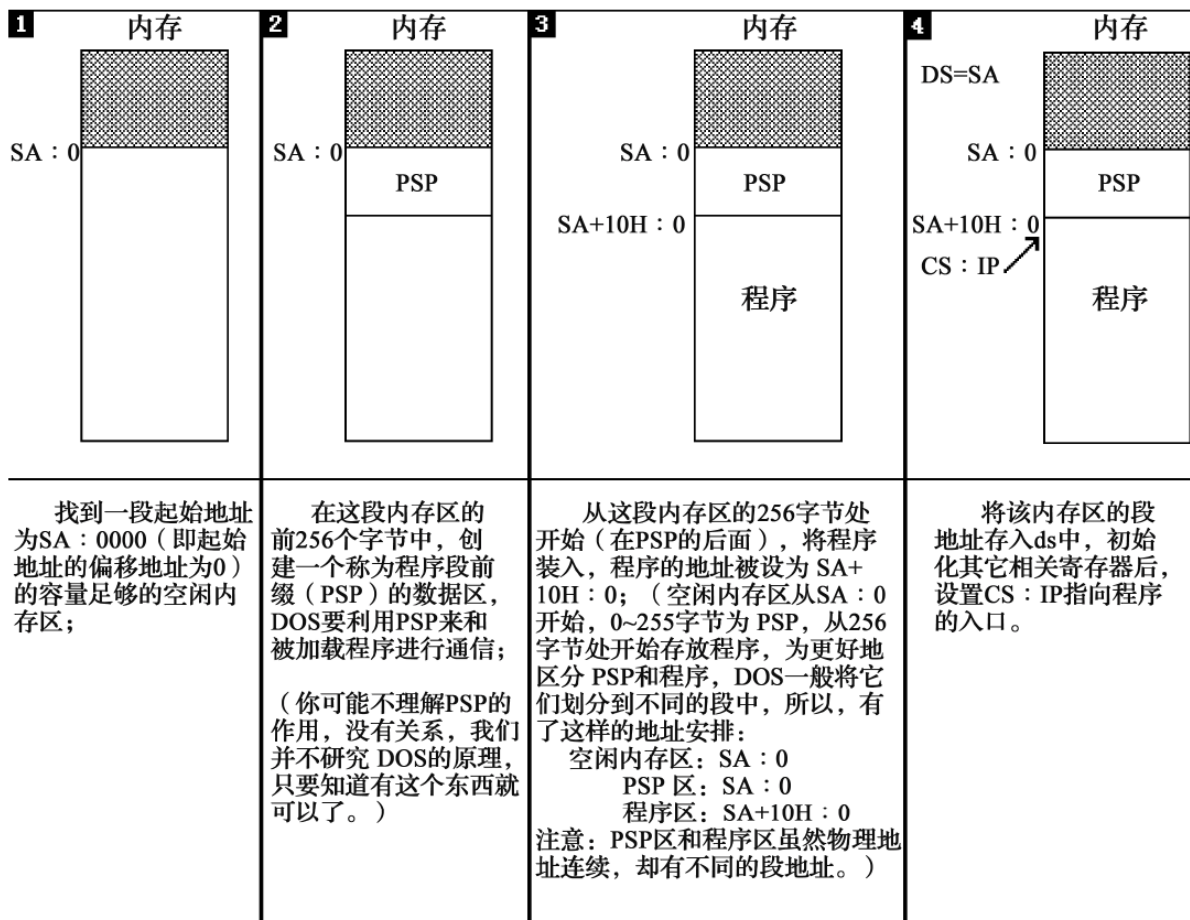 1
内存
SA：0
找到一段起始地址
为SA：0000（即起始
地址的偏移地址为0）
的容量足够的空闲内
存区；
2
内存
SA：0
PSP
在这段内存区的
前256个字节中，创
建一个称为程序段前
缀（PSP）的数据区，
DOS要利用PSP来和
被加载程序进行通信；
（你可能不理解PSP的
作用，没有关系，我们
并不研究 DOS的原理，
只要知道有这个东西就
可以了。）
3
内存
SA：0
PSP
SA+10H：0
程序
从这段内存区的256字节处
开始（在PSP的后面），将程序
装入，程序的地址被设为 SA+
10H：0；（空闲内存区从SA：0
开始，0~255字节为 PSP，从256
字节处开始存放程序，为更好地
区分 PSP和程序，DOS一般将它
们划分到不同的段中，所以，有
了这样的地址安排：
空闲内存区：SA：0
PSP 区：SA：0
程序区：SA+10H：0
注意：PSP区和程序区虽然物理地
址连续，却有不同的段地址。）
4
内存
DS=SA
SA：0
PSP
SA+10H：0
CS：IP
程序
将该内存区的段
地址存入ds中，初始
化其它相关寄存器后，
设置CS：IP指向程序
的入口。